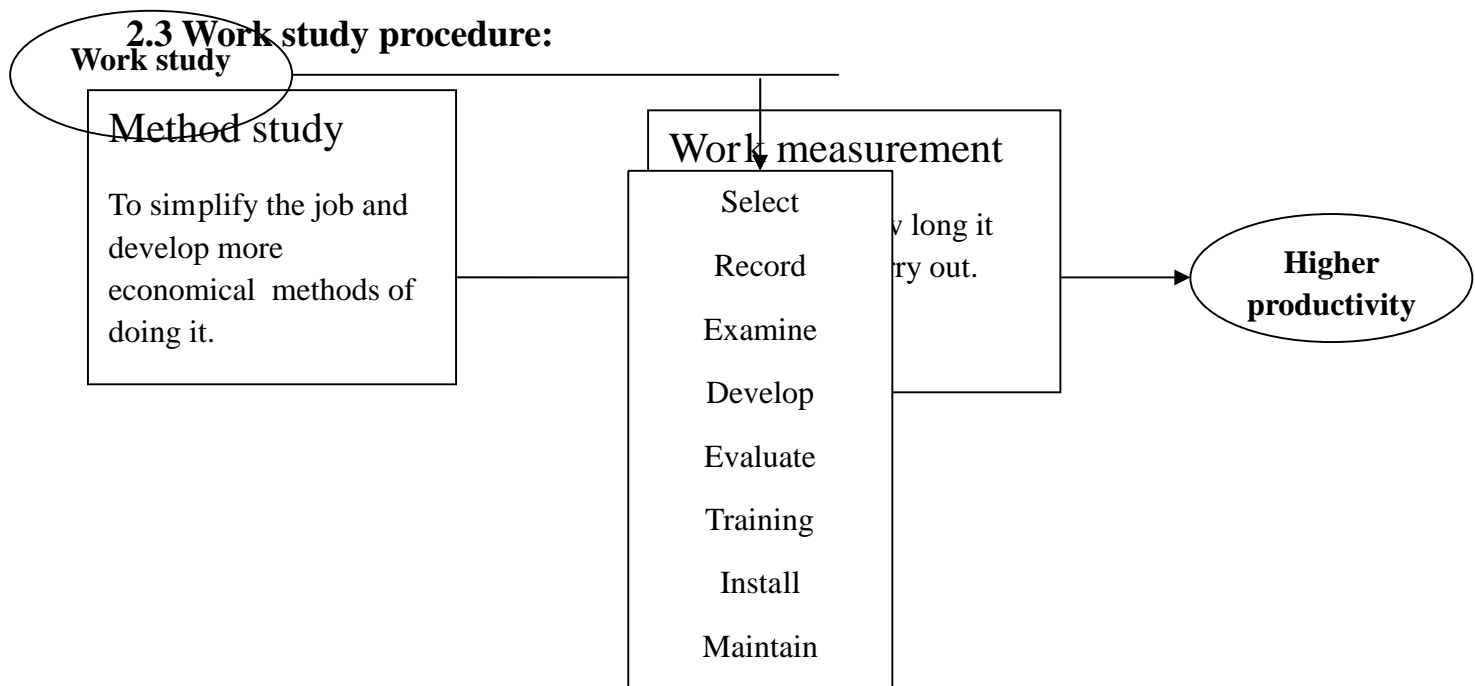 2.3 Work study procedure:
Work study
Method study
To simplify the job and
develop more
economical methods of
doing it.
Work measurement
long it
out.
Select
Record
Examine
Develop
Evaluate
Training
Install
Maintain
Higher
productivity